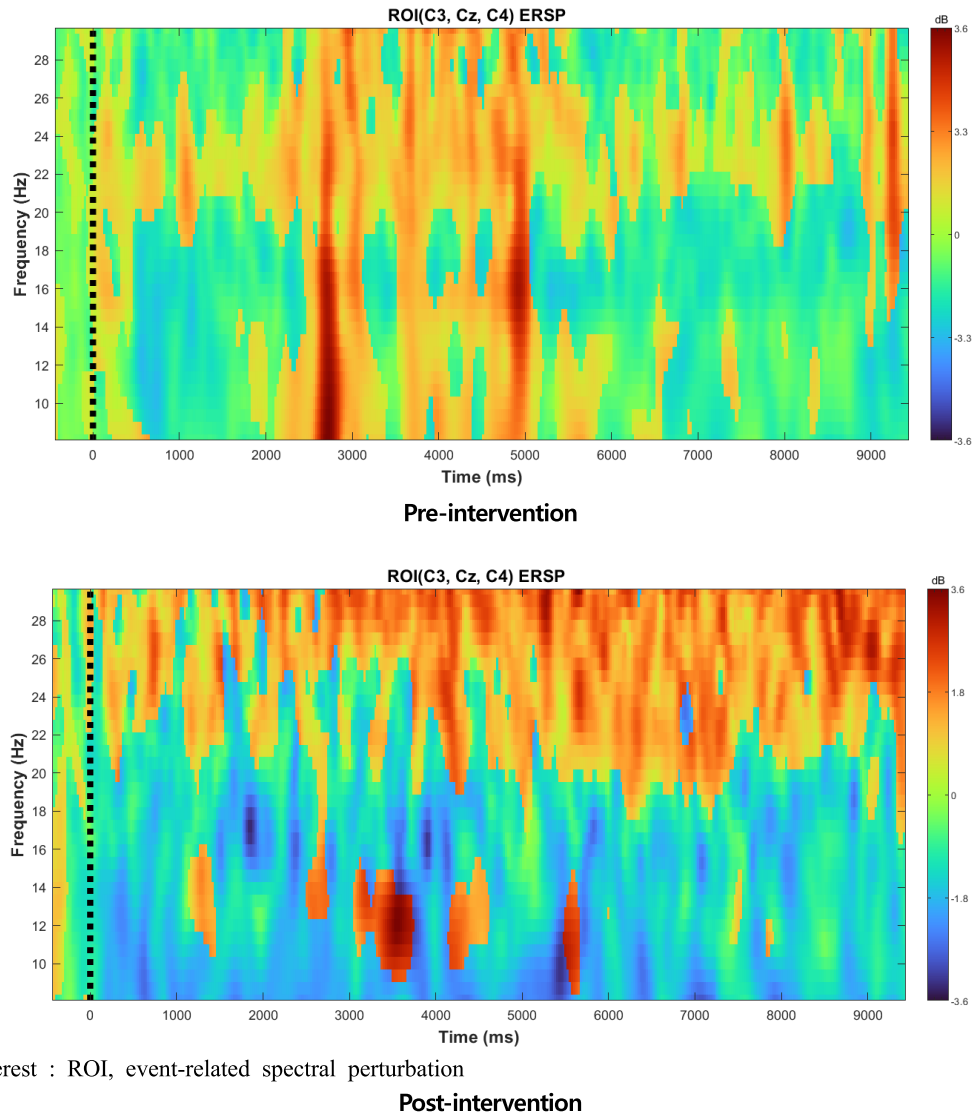 ROI(C3, Cz, C4) ERSP
dB
3.6
3.3
0
-3.3
-3.6
Frequency (Hz)
28
26
24
22
20
18
16
14
12
10
0 1000 2000 3000 4000 5000 6000 7000 8000 9000
Time (ms)
Pre-intervention
ROI(C3, Cz, C4) ERSP
dB
3.6
1.8
0
-1.8
-3.6
Frequency (Hz)
28
26
24
22
20
18
16
14
12
10
0 1000 2000 3000 4000 5000 6000 7000 8000 9000
Time (ms)
erest : ROI, event-related spectral perturbation
Post-intervention